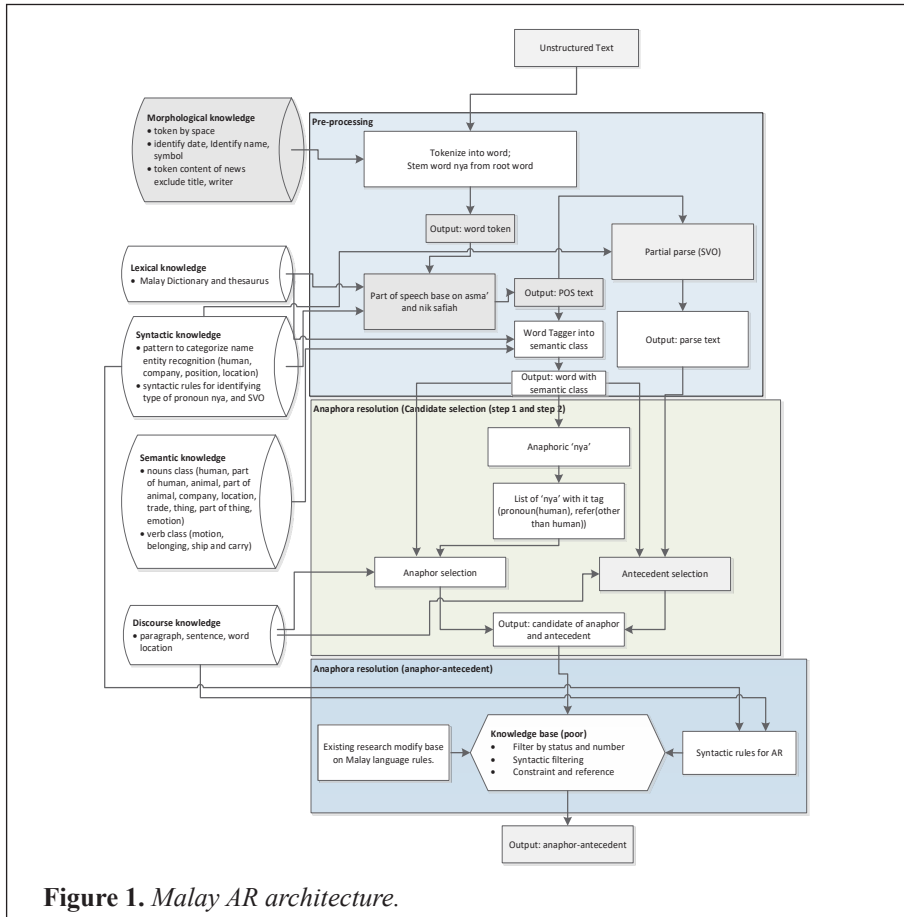 Unstructured Text
Morphological knowledge
• token by space
• identify date, Identify name,
symbol
• token content of news
exclude title, writer
Pre-processing
Tokenize into word;
Stem word nya from root word
Output: word token
Partial parse (SVO)
Lexical knowledge
• Malay Dictionary and thesaurus
Part of speech base on asma’
and nik safiah
Output: POS text
Word Tagger into
semantic class
Output: parse text
Output: word with
semantic class
Syntactic knowledge
• pattern to categorize name
entity recognition (human,
company, position, location)
• syntactic rules for identifying
type of pronoun nya, and SVO
Anaphora resolution (Candidate selection (step 1 and step 2)
Anaphoric ‘nya’
List of ‘nya’ with it tag
(pronoun(human), refer(other
than human))
Semantic knowledge
• nouns class (human, part
of human, animal, part of
animal, company, location,
trade, thing, part of thing,
emotion)
• verb class (motion,
belonging, ship and carry)
Anaphor selection
Antecedent selection
Discourse knowledge
• paragraph, sentence, word
location
Output: candidate of anaphor
and antecedent
Anaphora resolution (anaphor-antecedent)
Existing research modify base
on Malay language rules.
Knowledge base (poor)
• Filter by status and number
• Syntactic filtering
• Constraint and reference
Syntactic rules for AR
Output: anaphor-antecedent
Figure 1. Malay AR architecture.